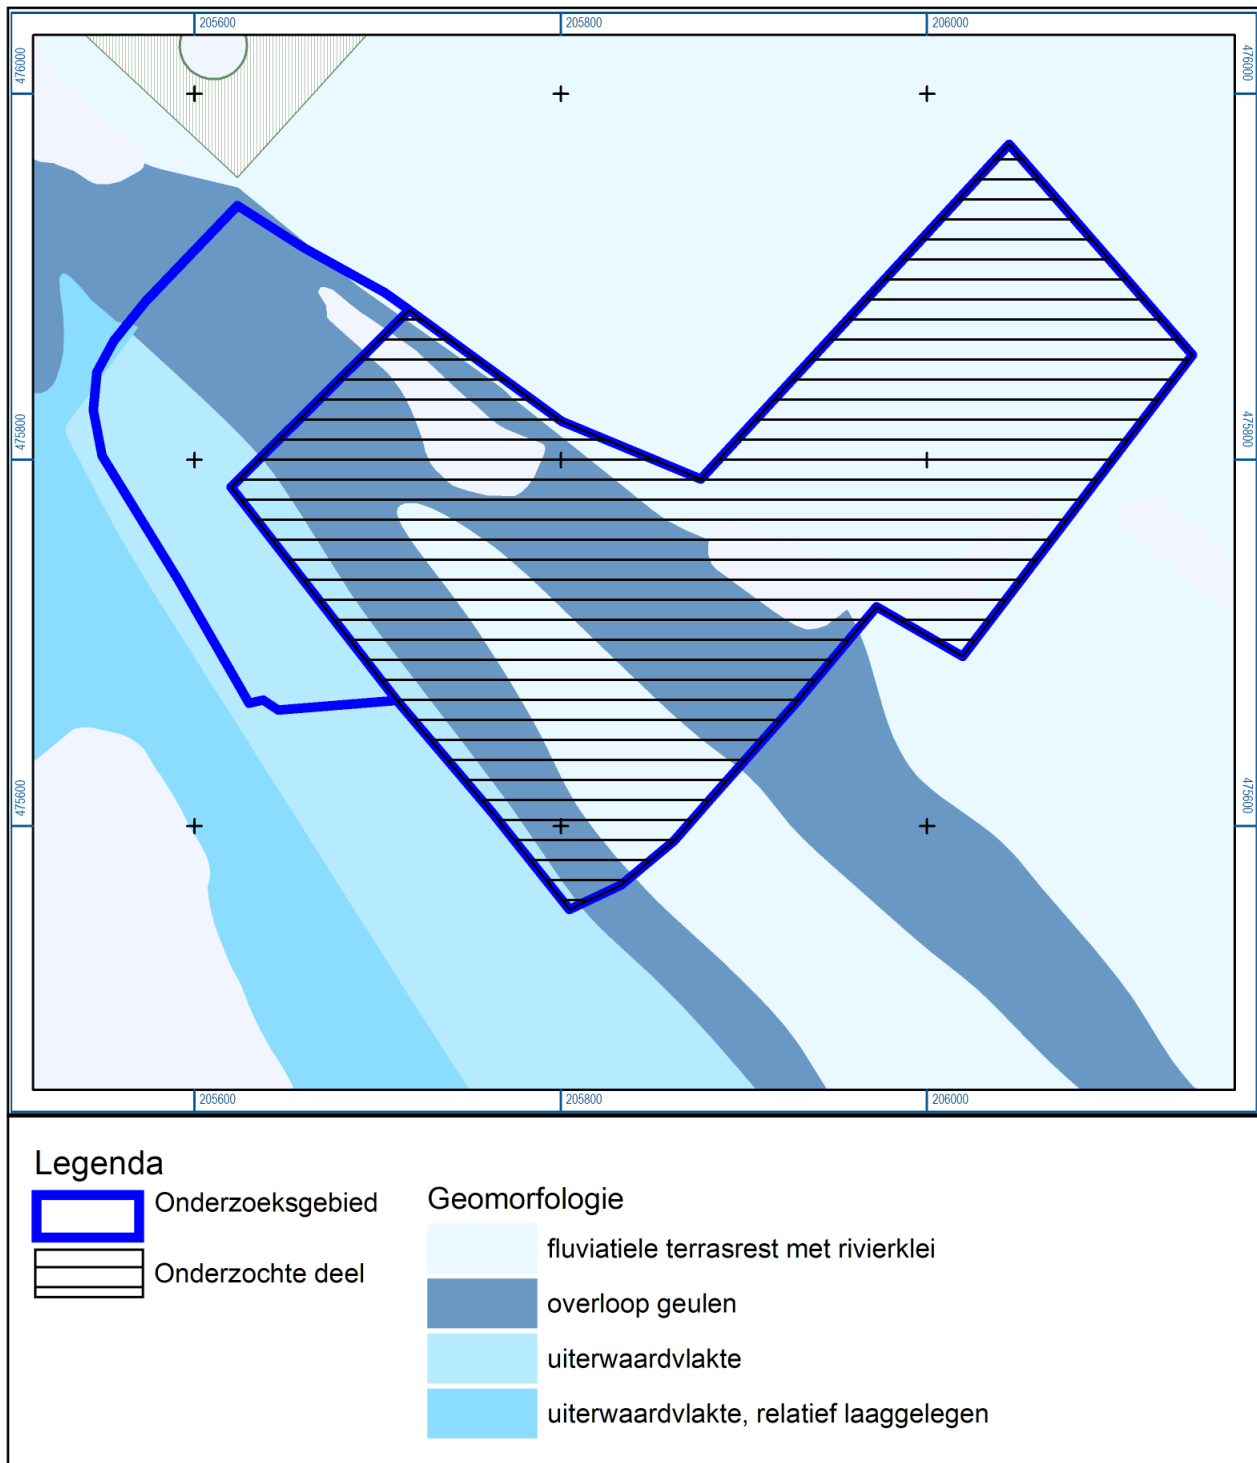 205600
205800
206000
476000
476000
475800
475800
475600
475600
205600
205800
206000
Legenda
Onderzoeksgebied
Onderzochte deel
Geomorfologie
fluviatiele terrasrest met rivierklei
overloop geulen
uiterwaardvlakte
uiterwaardvlakte, relatief laaggelegen